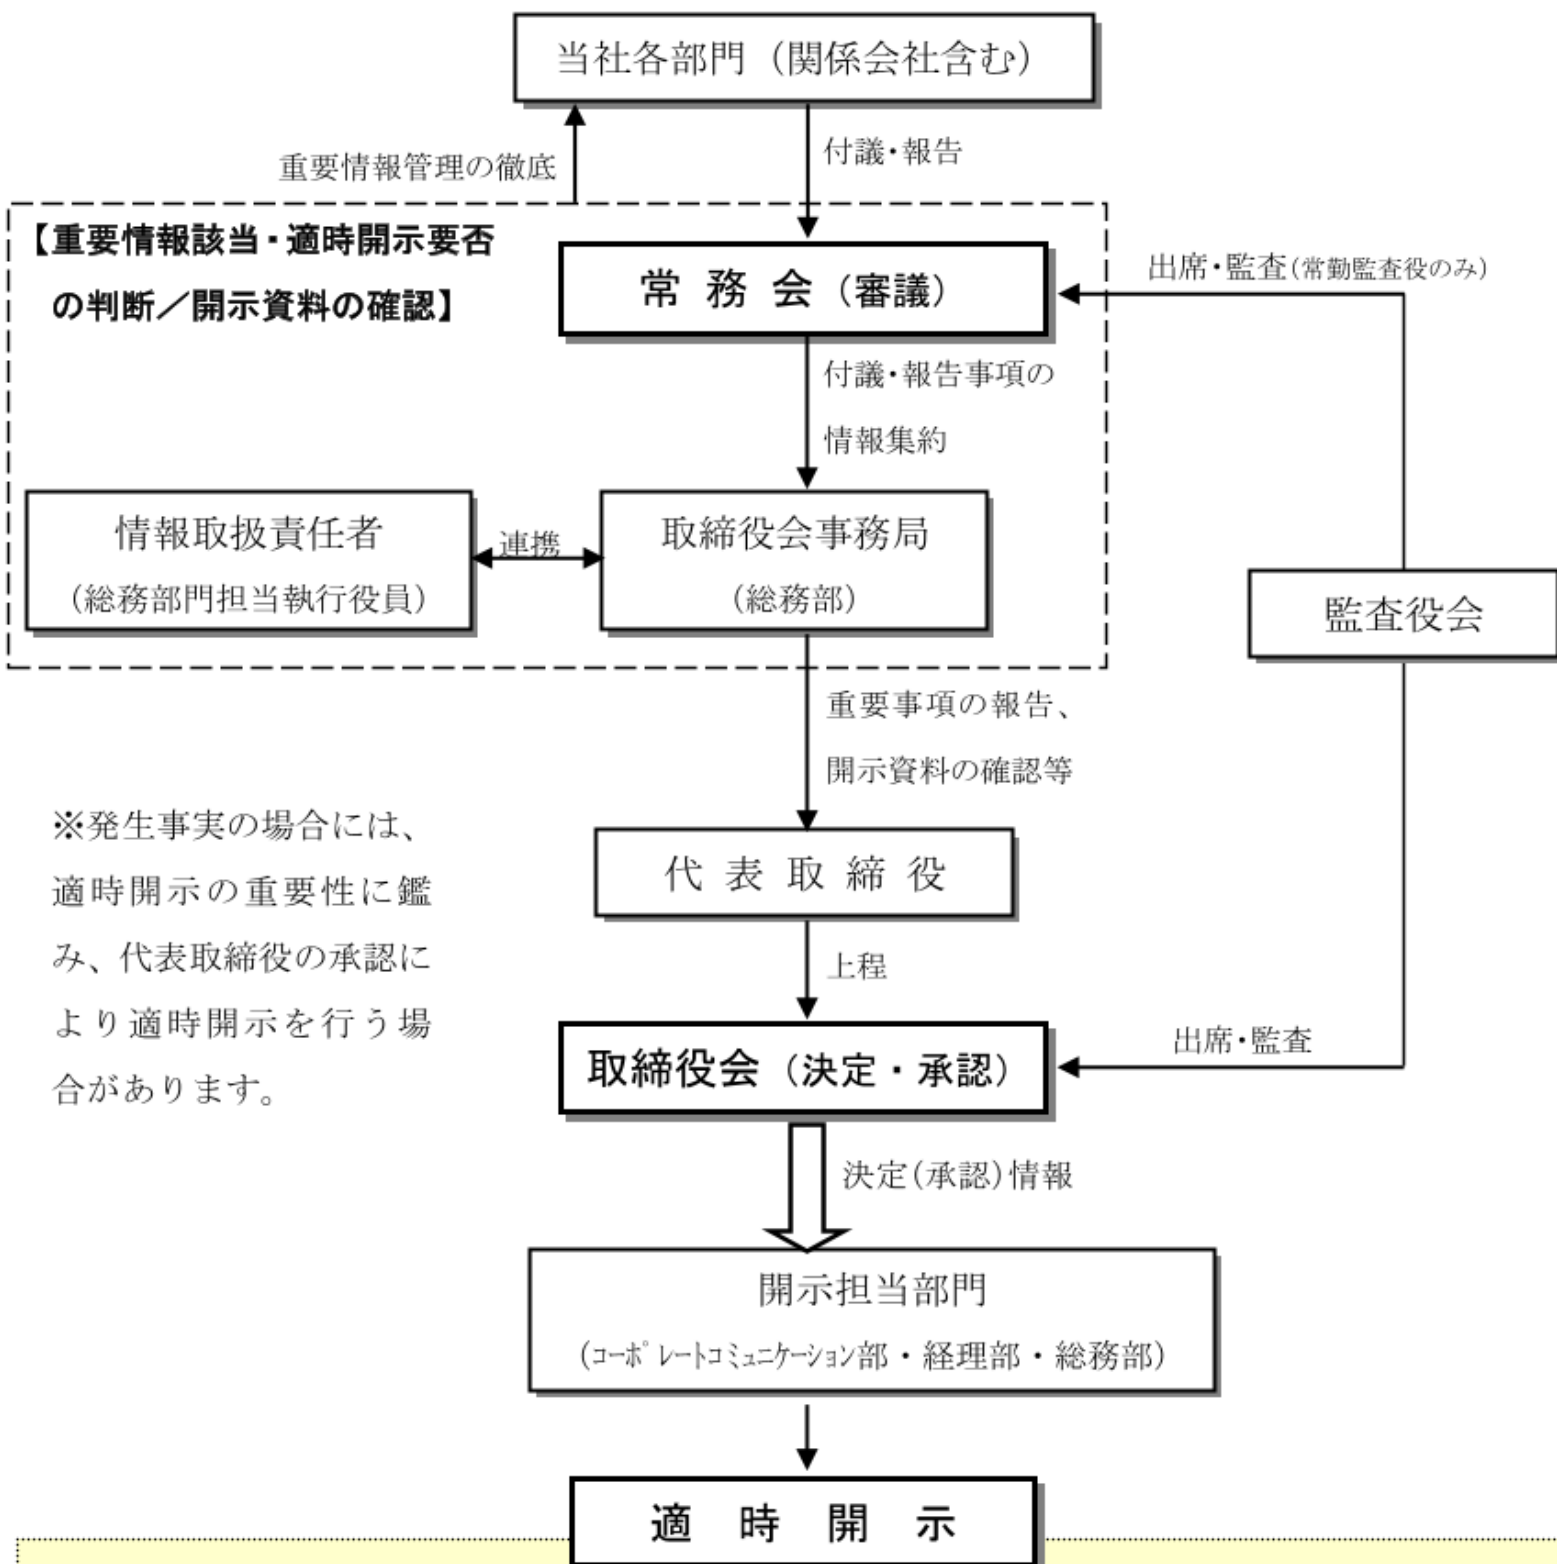 当社各部門（関係会社含む）
重要情報管理の徹底
付議・報告
【重要情報該当・適時開示要否
の判断／開示資料の確認】
常 務 会（審議）
出席・監査(常勤監査役のみ)
付議・報告事項の
情報集約
情報取扱責任者
（総務部門担当執行役員）
連携
取締役会事務局
（総務部）
監査役会
重要事項の報告、
開示資料の確認等
※発生事実の場合には、
適時開示の重要性に鑑
み、代表取締役の承認に
より適時開示を行う場
合があります。
代 表 取 締 役
上程
取締役会（決定・承認）
出席・監査
決定(承認)情報
開示担当部門
（ｺｰﾎﾟﾚｰﾄｺﾐｭﾆｹｰｼｮﾝ部・経理部・総務部）
適 時 開 示